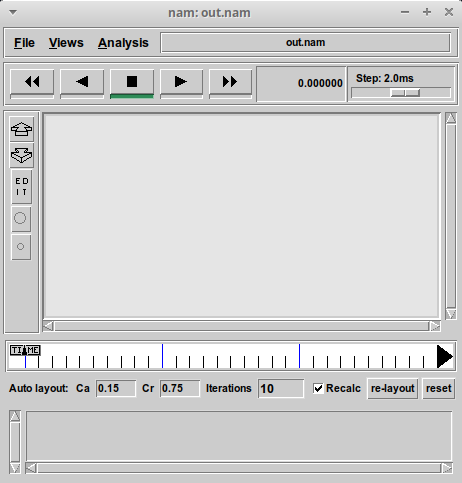 nam: out.nam
File Views Analysis out.nam
0.000000 Step: 2.0ms
E D
I T
TIME
Auto layout: Ca 0.15 Cr 0.75 Iterations 10 Recalc re-layout reset